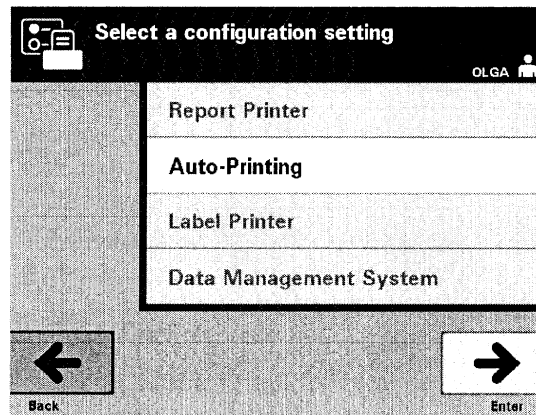 Select a configuration setting
OLGA
Report Printer
Auto-Printing
Label Printer
Data Management System
Back
Enter